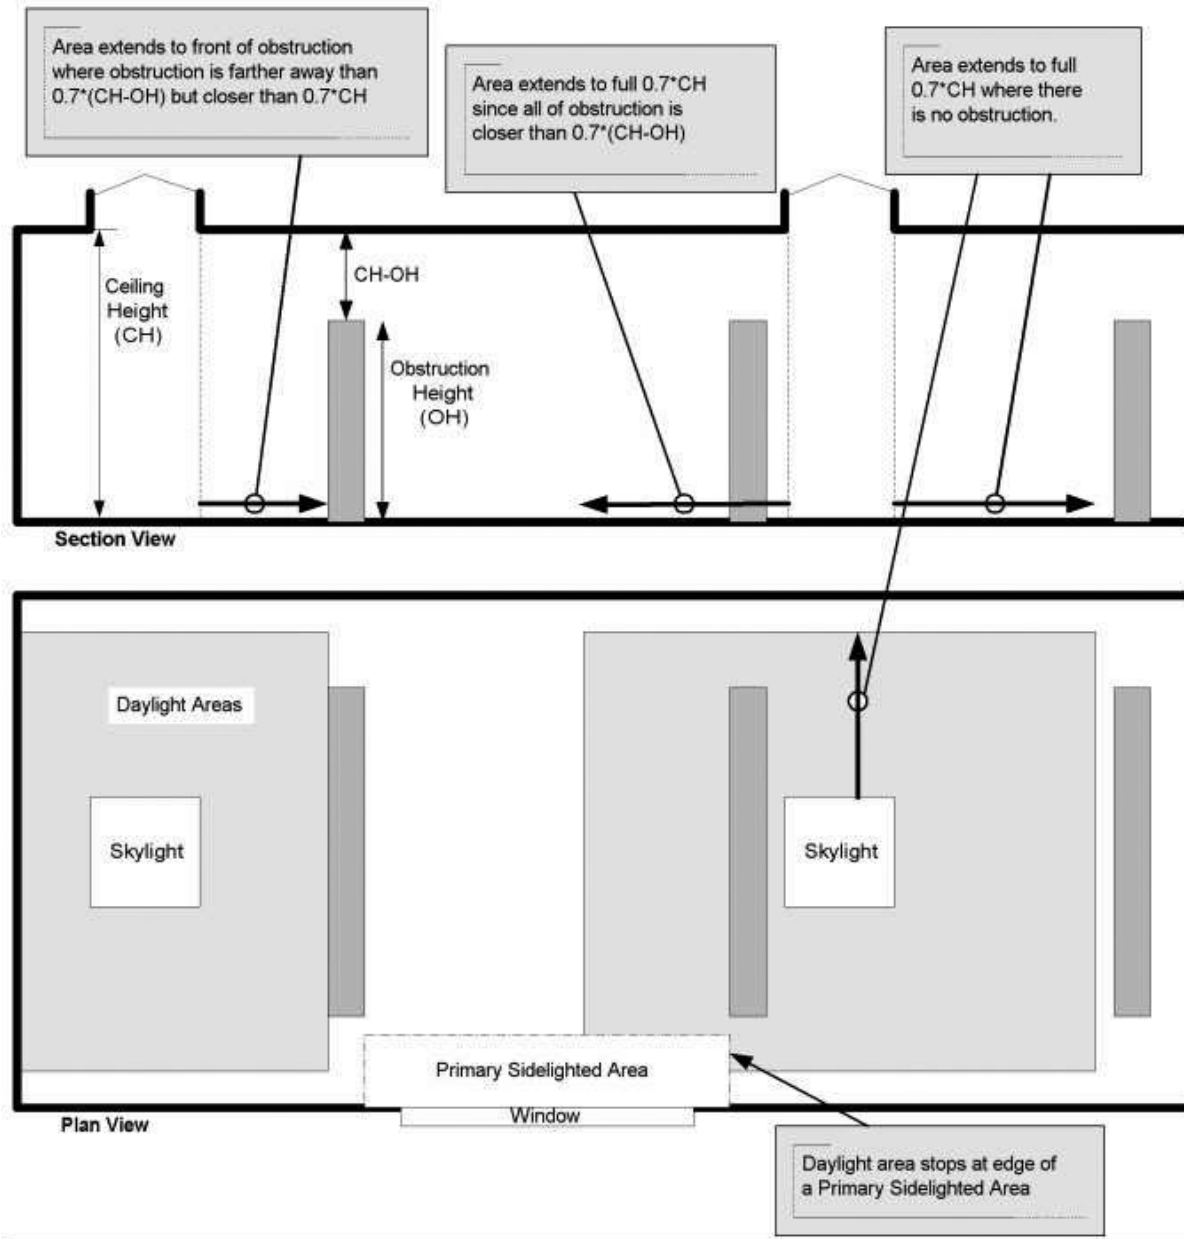 Area extends to front of obstruction
where obstruction is farther away than
0.7*(CH-OH) but closer than 0.7*CH
Area extends to full 0.7*CH
since all of obstruction is
closer than 0.7*(CH-OH)
Area extends to full
0.7*CH where there
is no obstruction.
Ceiling
Height
(CH)
CH-OH
Obstruction
Height
(OH)
Section View
Daylight Areas
Skylight
Skylight
Primary Sidelighted Area
Window
Plan View
Daylight area stops at edge of
a Primary Sidelighted Area